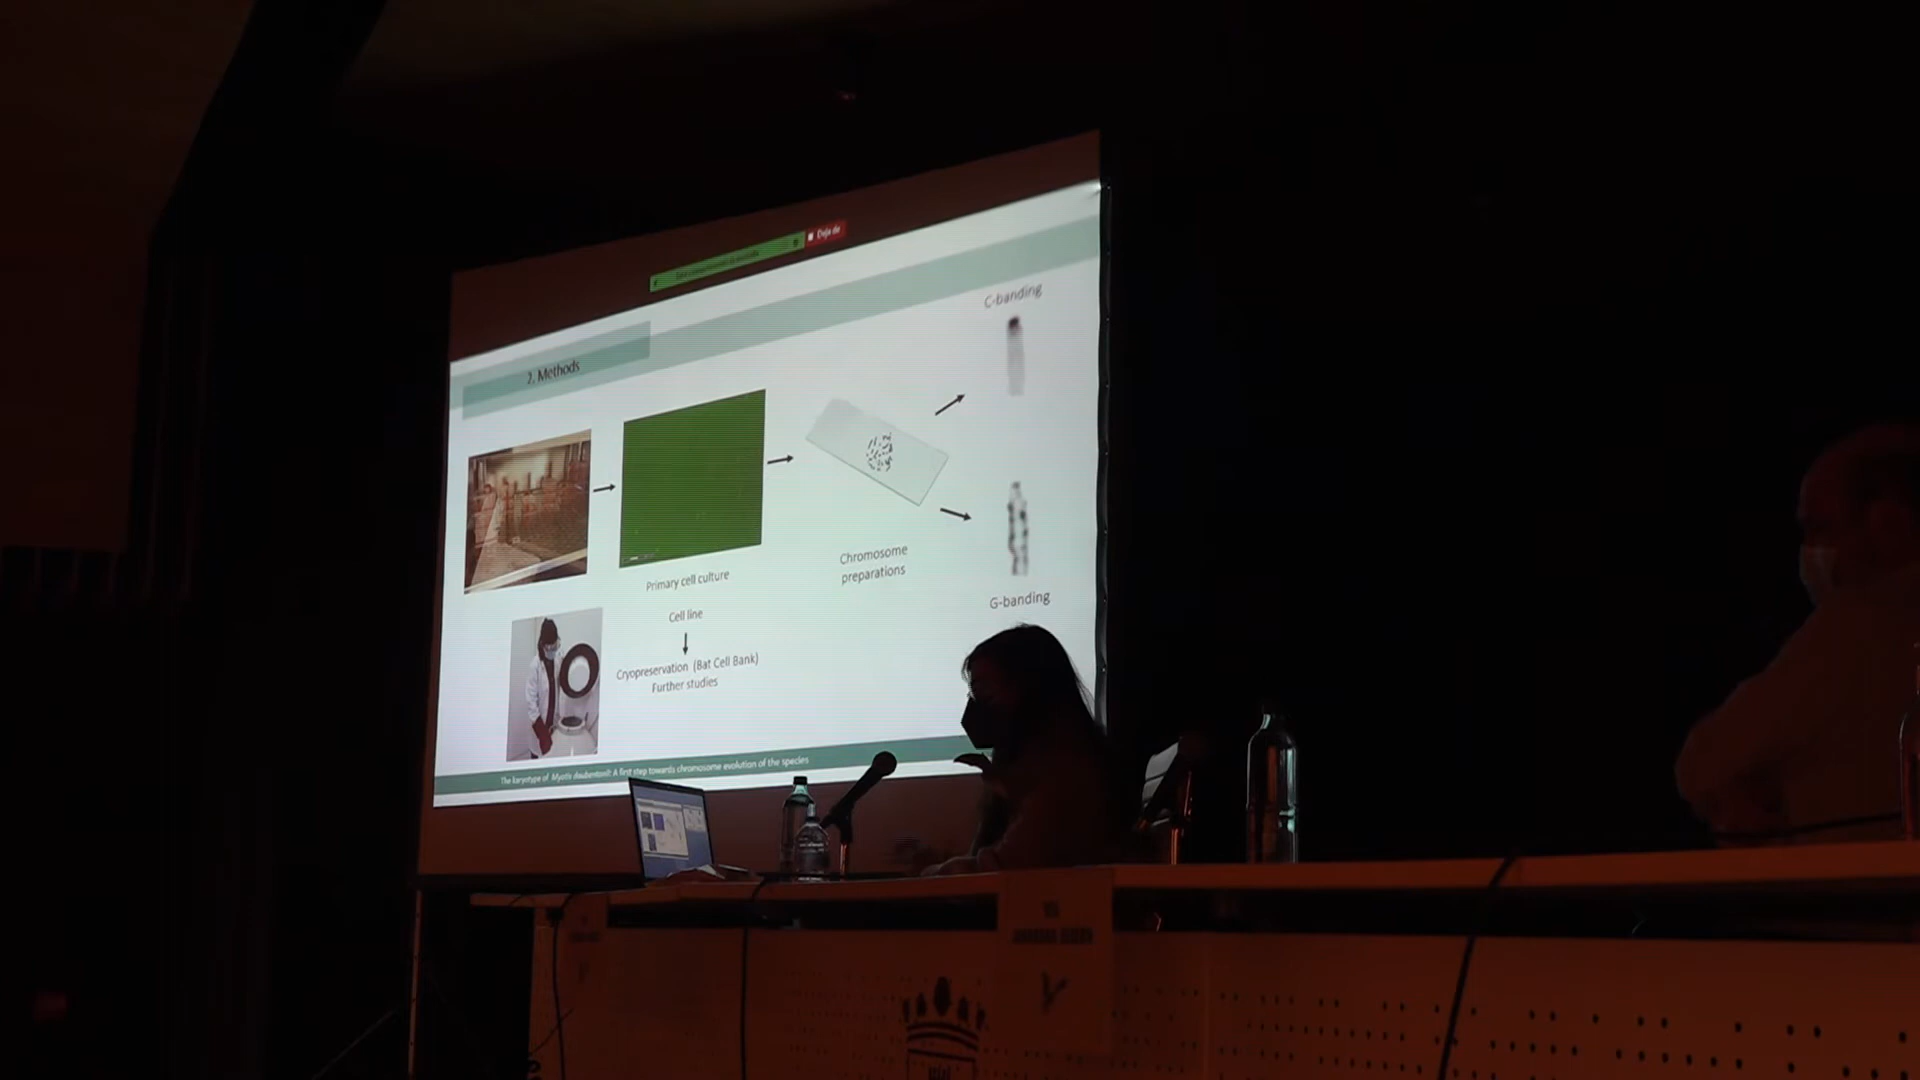 Deja de
C-banding
2. Methods
Primary cell culture
Chromosome
preparations
G-banding
Cell line
Cryopreservation (Bat Cell Bank)
Further studies
The karyotype of Myotis daubentonii: A first step towards chromosome evolution of the species